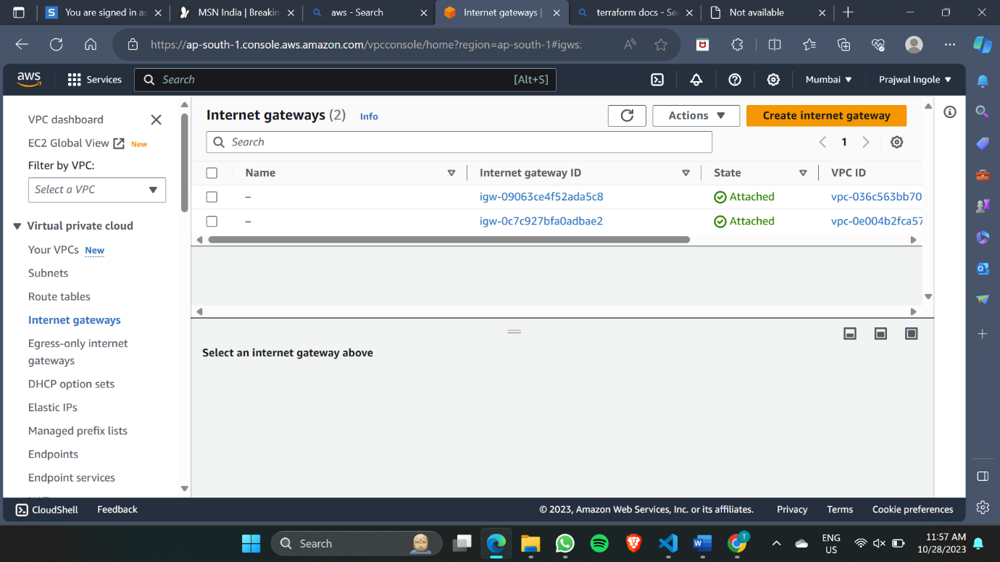 You are signed in as
MSN India | Breakin
aws - Search
Internet gateways |
terraform docs - Sea
Not available
https://ap-south-1.console.aws.amazon.com/vpcconsole/home?region=ap-south-1#igws:
aws
Services
Search
[Alt+S]
Mumbai
Prajwal Ingole
VPC dashboard
EC2 Global View New
Filter by VPC:
Select a VPC
Virtual private cloud
Your VPCs New
Subnets
Route tables
Internet gateways
Egress-only internet
gateways
DHCP option sets
Elastic IPs
Managed prefix lists
Endpoints
Endpoint services
Internet gateways (2) Info
Actions
Create internet gateway
Search
1
Name Internet gateway ID State VPC ID
– igw-09063ce4f52ada5c8 Attached vpc-036c563bb70
– igw-0c7c927bfa0adbae2 Attached vpc-0e004b2fca57
Select an internet gateway above
CloudShell
Feedback
© 2023, Amazon Web Services, Inc. or its affiliates.
Privacy
Terms
Cookie preferences
Search
ENG
US
11:57 AM
10/28/2023